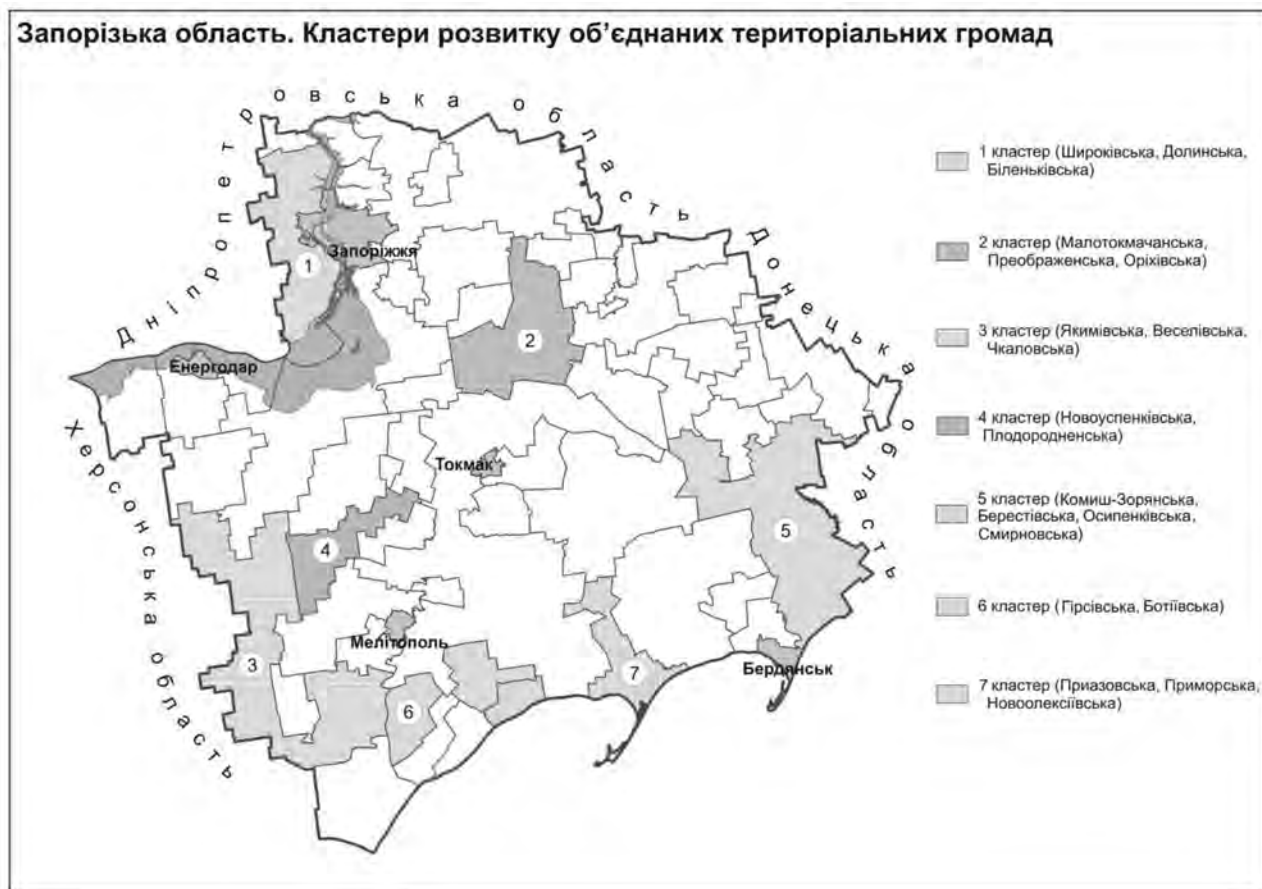 Запорізька область. Кластери розвитку об’єднаних територіальних громад
Дніпропетровська область
Донецька область
Херсонська область
Запоріжжя
Енергодар
Токмак
Мелітополь
Бердянськ
1
2
3
4
5
6
7
1 кластер (Широківська, Долинська,
Біленьківська)
2 кластер (Малотокмачанська,
Преображенська, Оріхівська)
3 кластер (Якимівська, Веселівська,
Чкаловська)
4 кластер (Новоуспенківська,
Плодородненська)
5 кластер (Комиш-Зорянська,
Берестівська, Осипенківська,
Смирновська)
6 кластер (Гірсівська, Ботіївська)
7 кластер (Приазовська, Приморська,
Новоолексіївська)